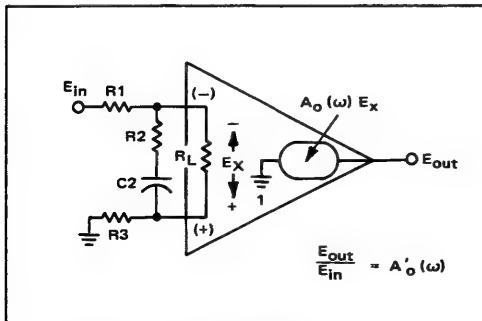 E_in
R1
(−)
A_o (ω) E_x
R2
R_L
−
E_X
+
C2
1
E_out
R3
(+)
E_out
E_in
= A'_o (ω)